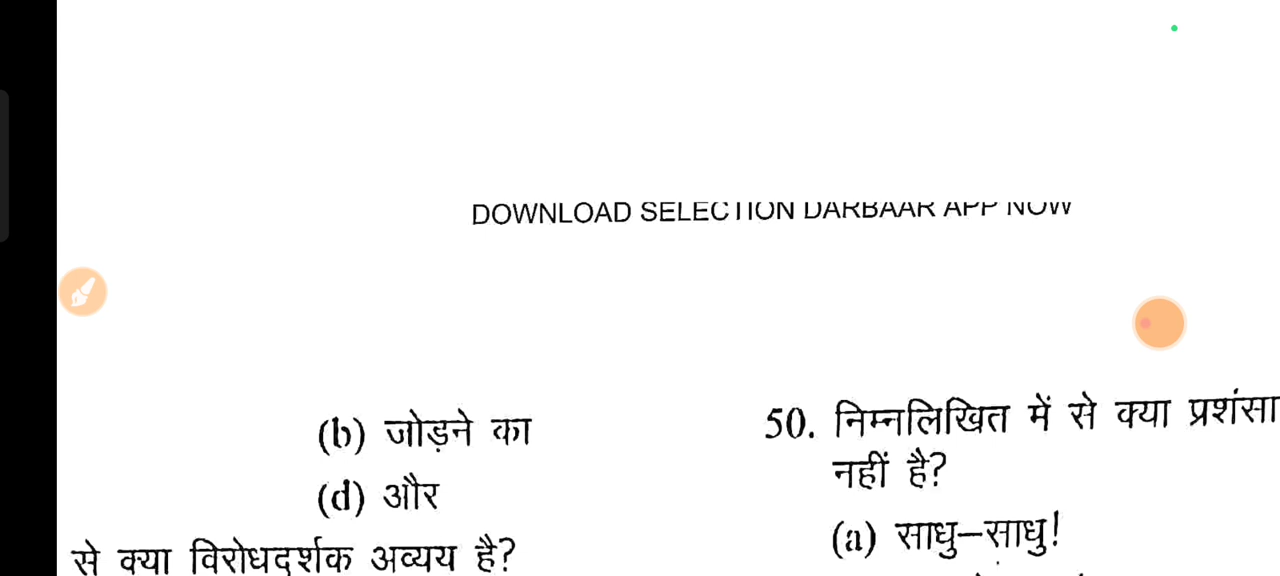 DOWNLOAD SELECTION DARBAAR APP NOW
(b) जोड़ने का
(d) और
से क्या विरोधदर्शक अव्यय है?
50. निम्नलिखित में से क्या प्रशंसा
नहीं है?
(a) साधु–साधु!